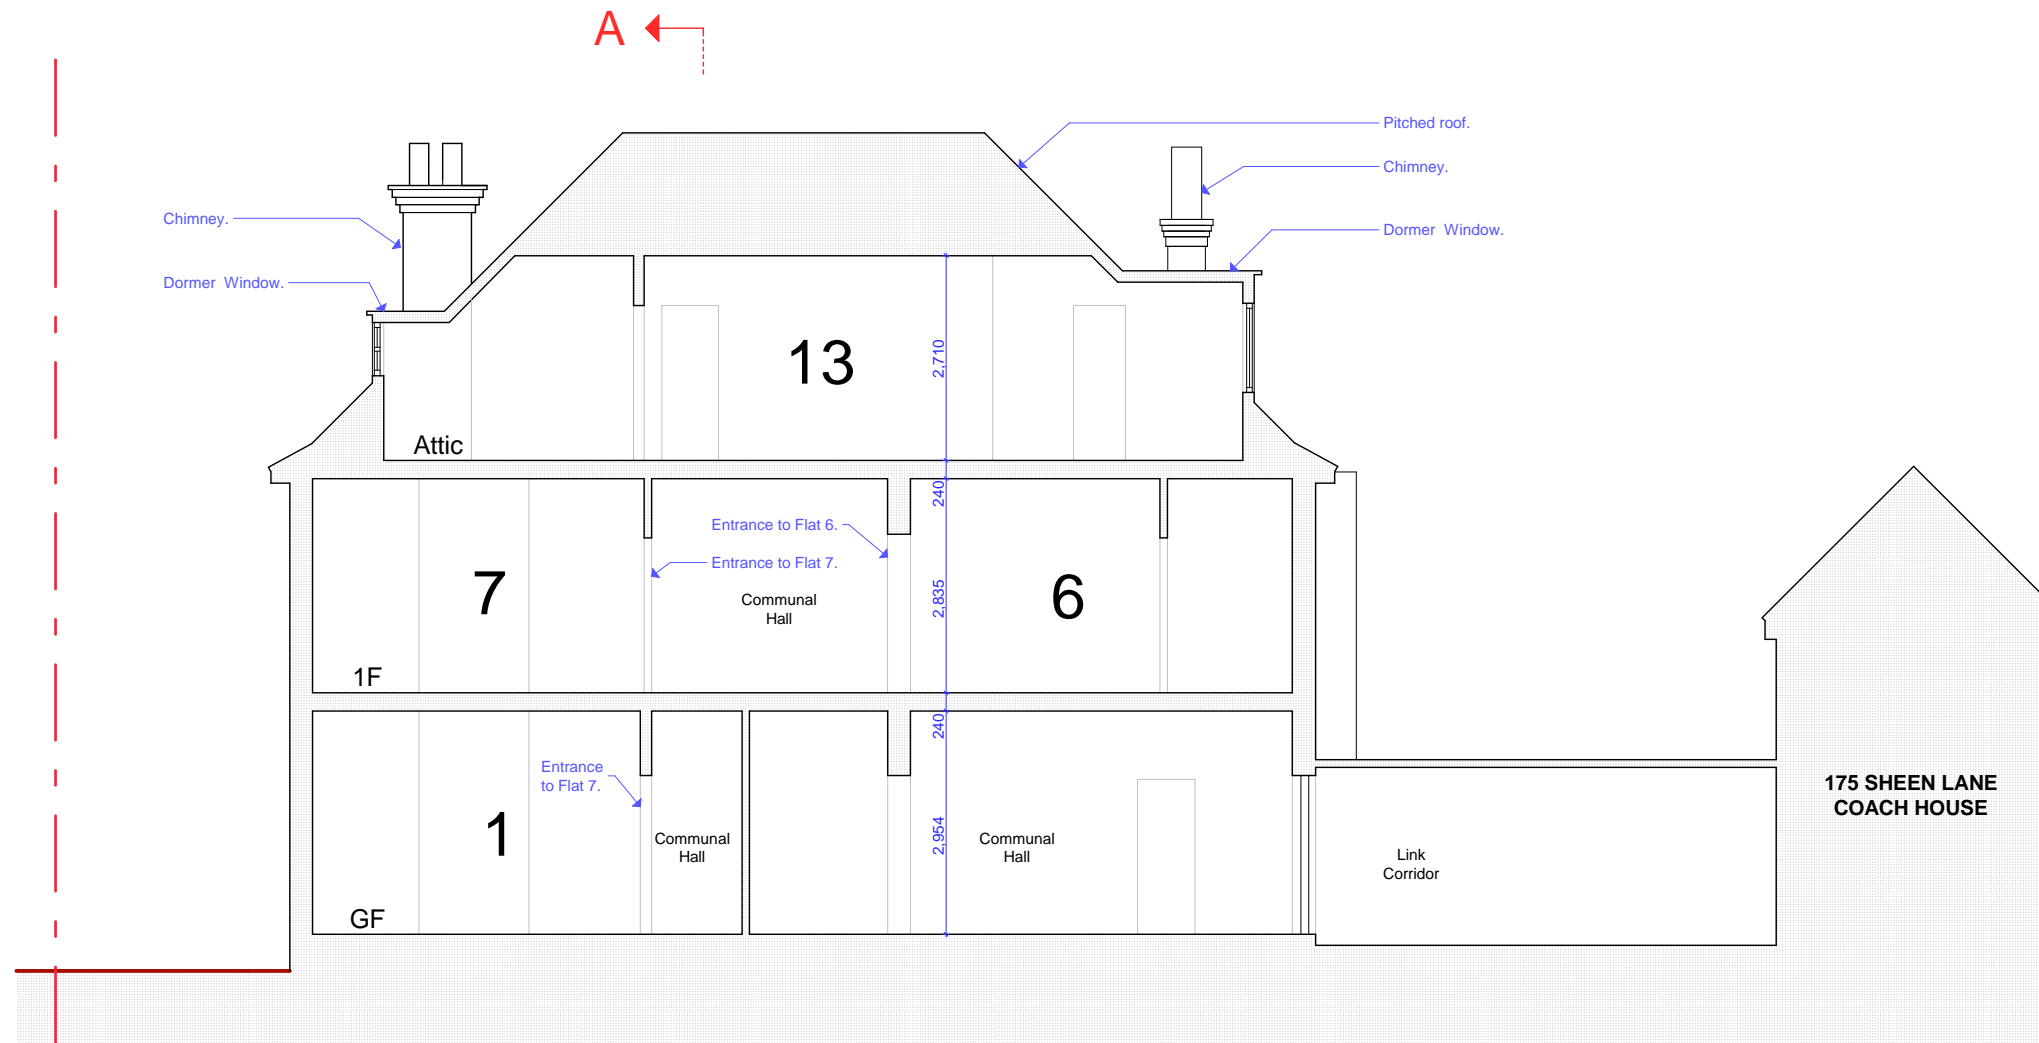 A
Pitched roof.
Chimney.
Chimney.
Dormer Window.
Dormer Window.
13
2,710
Attic
240
Entrance to Flat 6.
Entrance to Flat 7.
7
Communal
Hall
2,835
6
1F
240
Entrance
to Flat 7.
1
Communal
Hall
2,954
Communal
Hall
Link
Corridor
175 SHEEN LANE
COACH HOUSE
GF